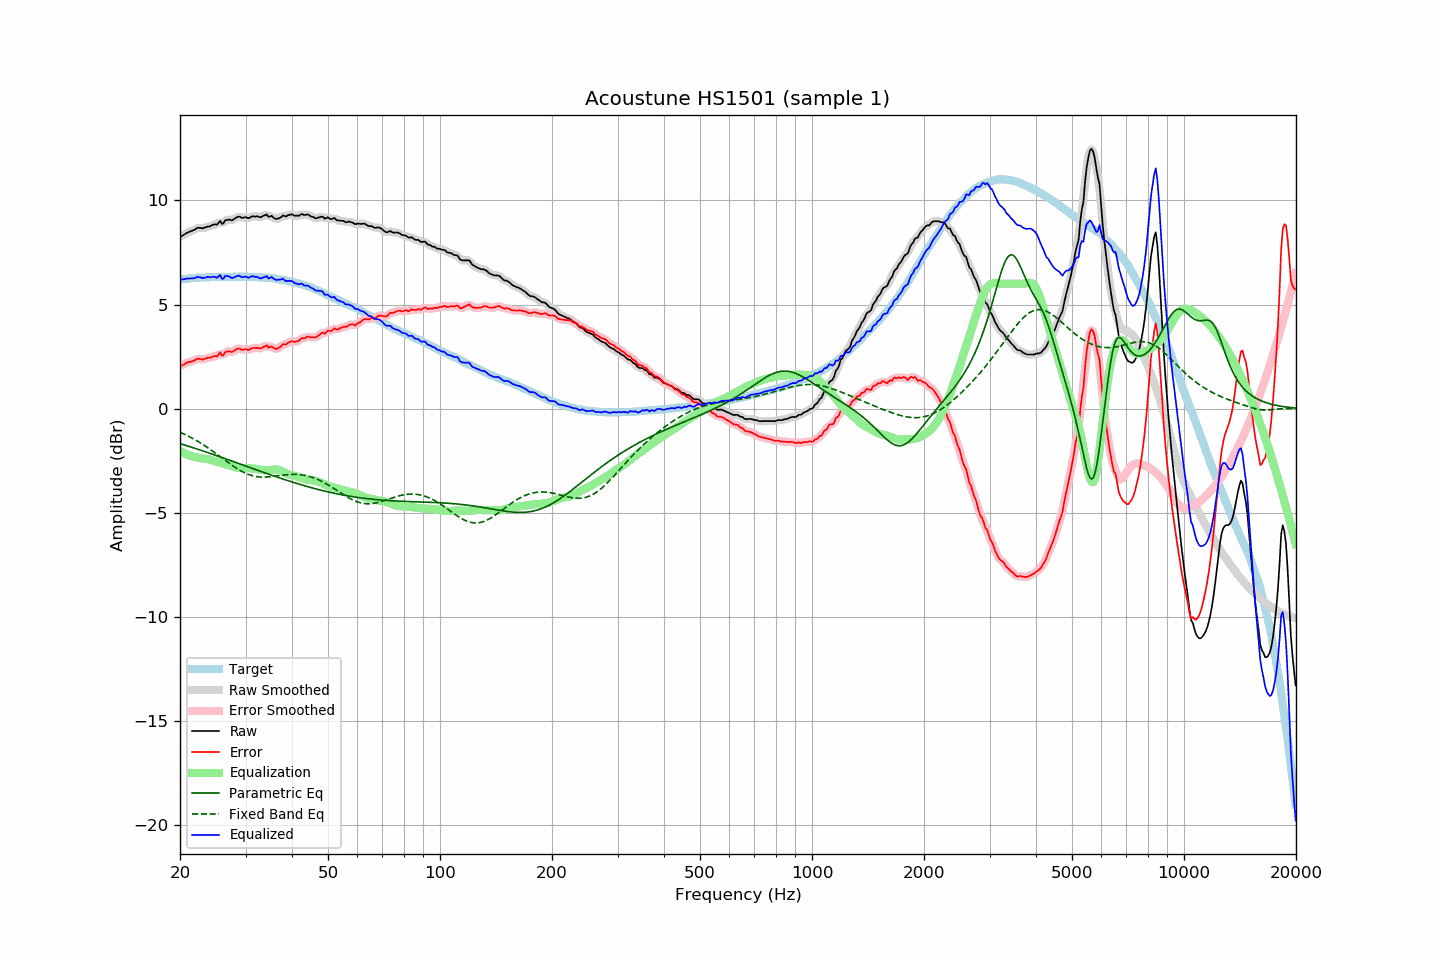 Acoustune HS1501 (sample 1)
Amplitude (dBr)
10
5
0
−5
−10
−15
−20
Target
Raw Smoothed
Error Smoothed
Raw
Error
Equalization
Parametric Eq
Fixed Band Eq
Equalized
20 50 100 200 500 1000 2000 5000 10000 20000
Frequency (Hz)